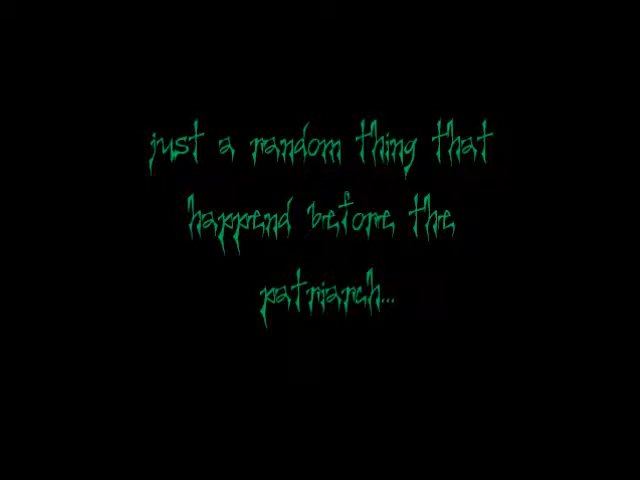 just a random thing that
happend before the
patriarch...